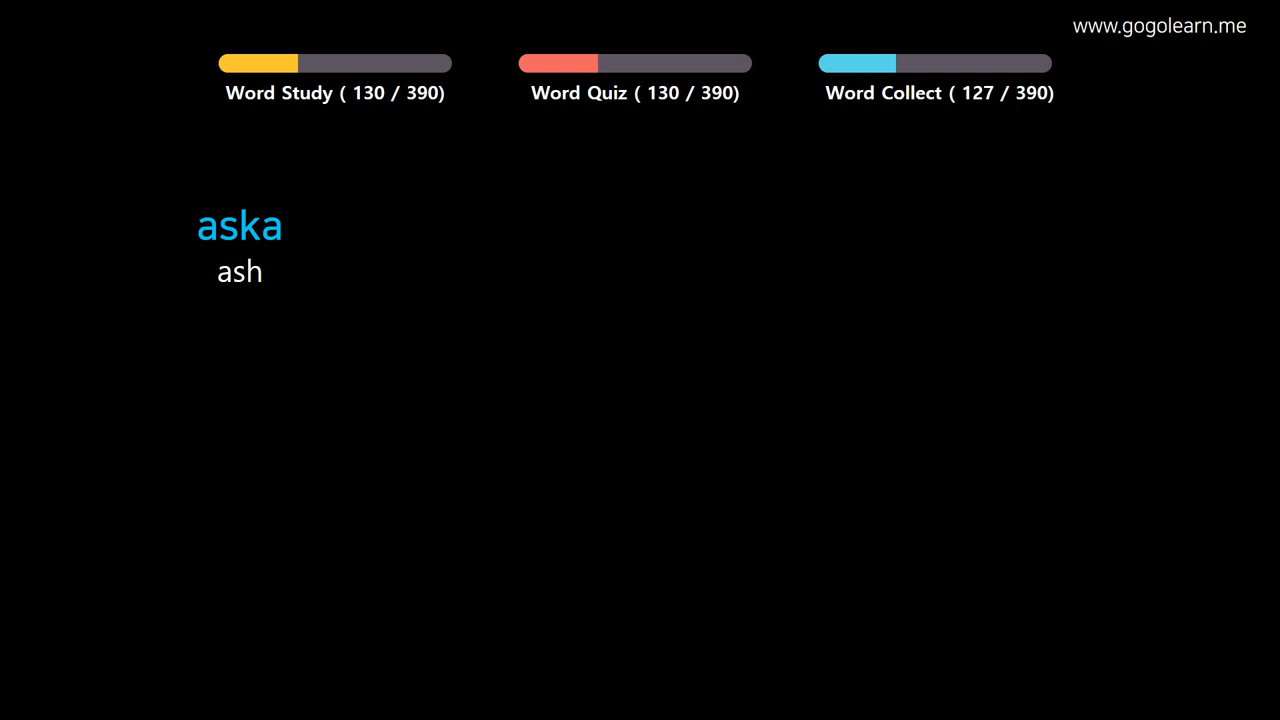 www.gogolearn.me
Word Study ( 130 / 390)
Word Quiz ( 130 / 390)
Word Collect ( 127 / 390)
aska
ash